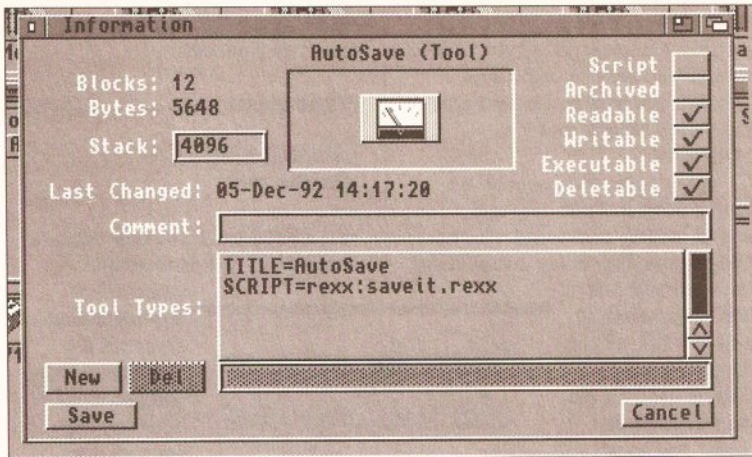 Information
AutoSave (Tool)
Blocks: 12
Bytes: 5648
Stack: 4096
Script
Archived
Readable
Writable
Executable
Deletable
Last Changed: 05-Dec-92 14:17:20
Comment:
Tool Types:
TITLE=AutoSave
SCRIPT=rexx:saveit.rexx
New
Del
Save
Cancel